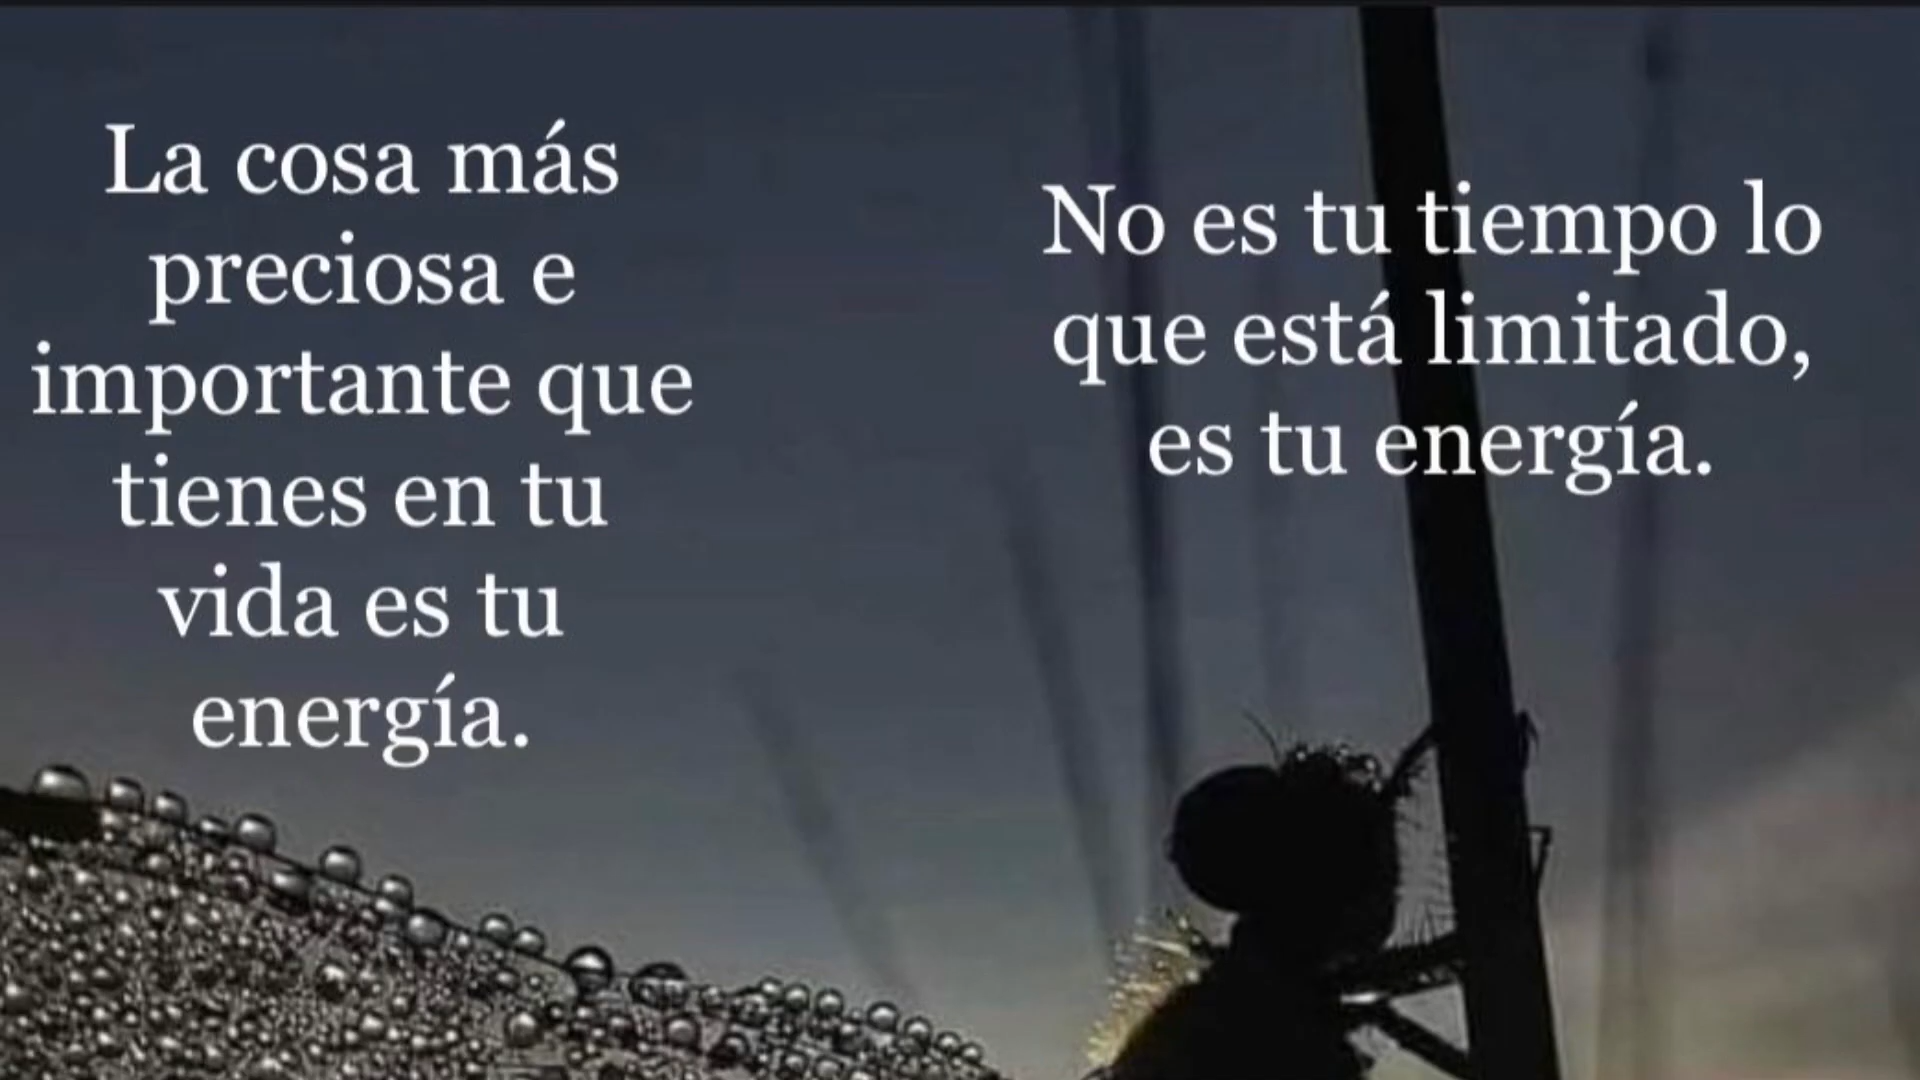 La cosa más
preciosa e
importante que
tienes en tu
vida es tu
energía.
No es tu tiempo lo
que está limitado,
es tu energía.